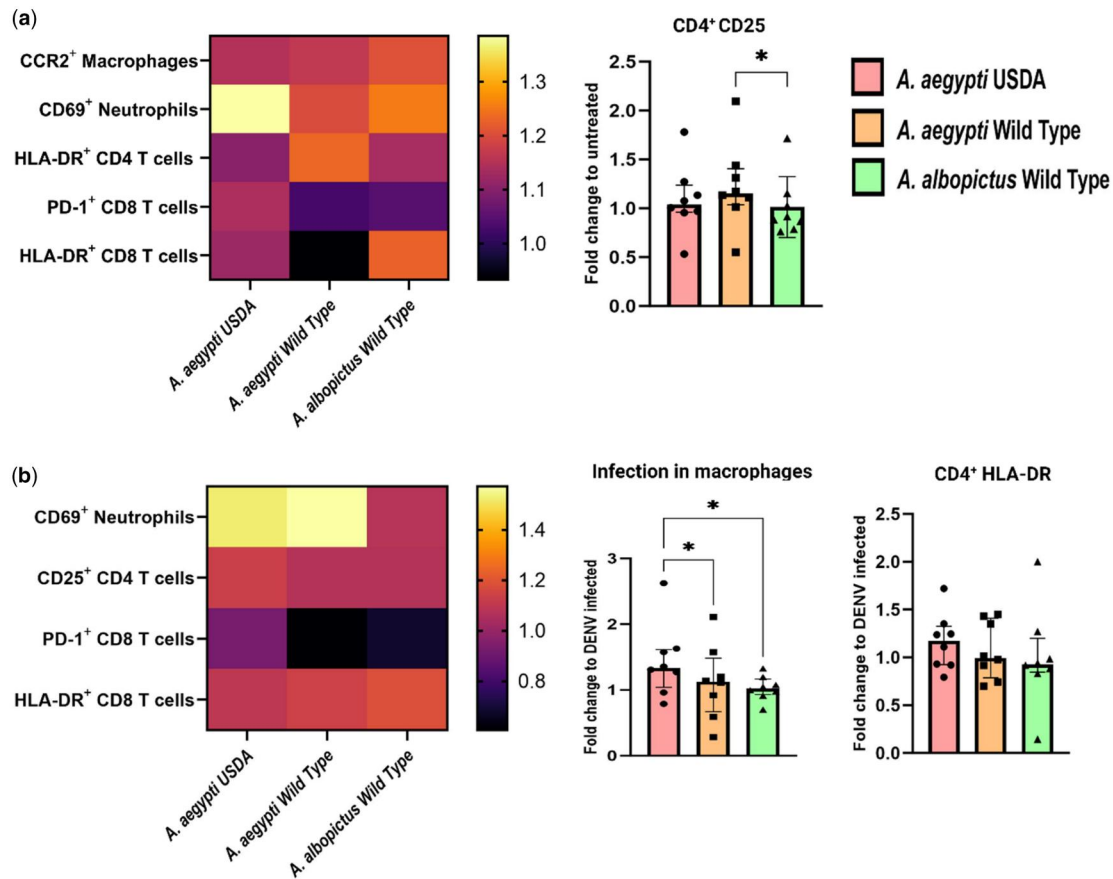 (a)
CCR2+ Macrophages
CD69+ Neutrophils
HLA-DR+ CD4 T cells
PD-1+ CD8 T cells
HLA-DR+ CD8 T cells
A. aegypti USDA
A. aegypti Wild Type
A. albopictus Wild Type
1.3
1.2
1.1
1.0
CD4+ CD25
*
Fold change to untreated
2.5
2.0
1.5
1.0
0.5
0.0
A. aegypti USDA
A. aegypti Wild Type
A. albopictus Wild Type
(b)
CD69+ Neutrophils
CD25+ CD4 T cells
PD-1+ CD8 T cells
HLA-DR+ CD8 T cells
A. aegypti USDA
A. aegypti Wild Type
A. albopictus Wild Type
1.4
1.2
1.0
0.8
Infection in macrophages
*
*
Fold change to DENV infected
3
2
1
0
CD4+ HLA-DR
Fold change to DENV infected
2.5
2.0
1.5
1.0
0.5
0.0